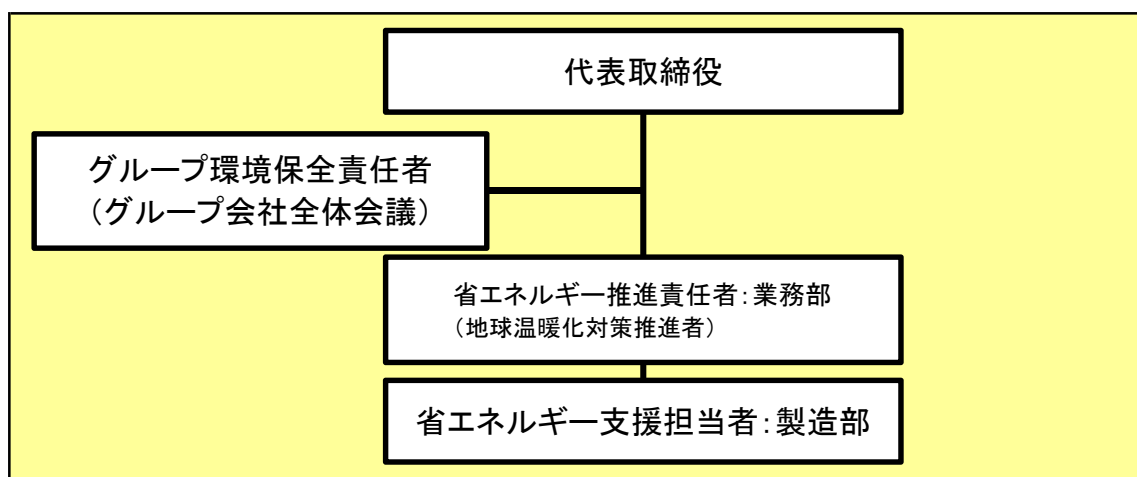 代表取締役
グループ環境保全責任者
（グループ会社全体会議）
省エネルギー推進責任者：業務部
（地球温暖化対策推進者）
省エネルギー支援担当者：製造部